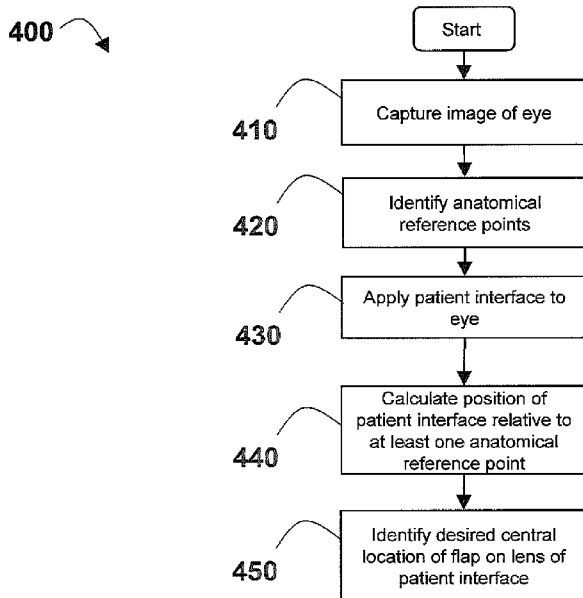 400
Start
410
Capture image of eye
420
Identify anatomical
reference points
430
Apply patient interface to
eye
440
Calculate position of
patient interface relative to
at least one anatomical
reference point
450
Identify desired central
location of flap on lens of
patient interface